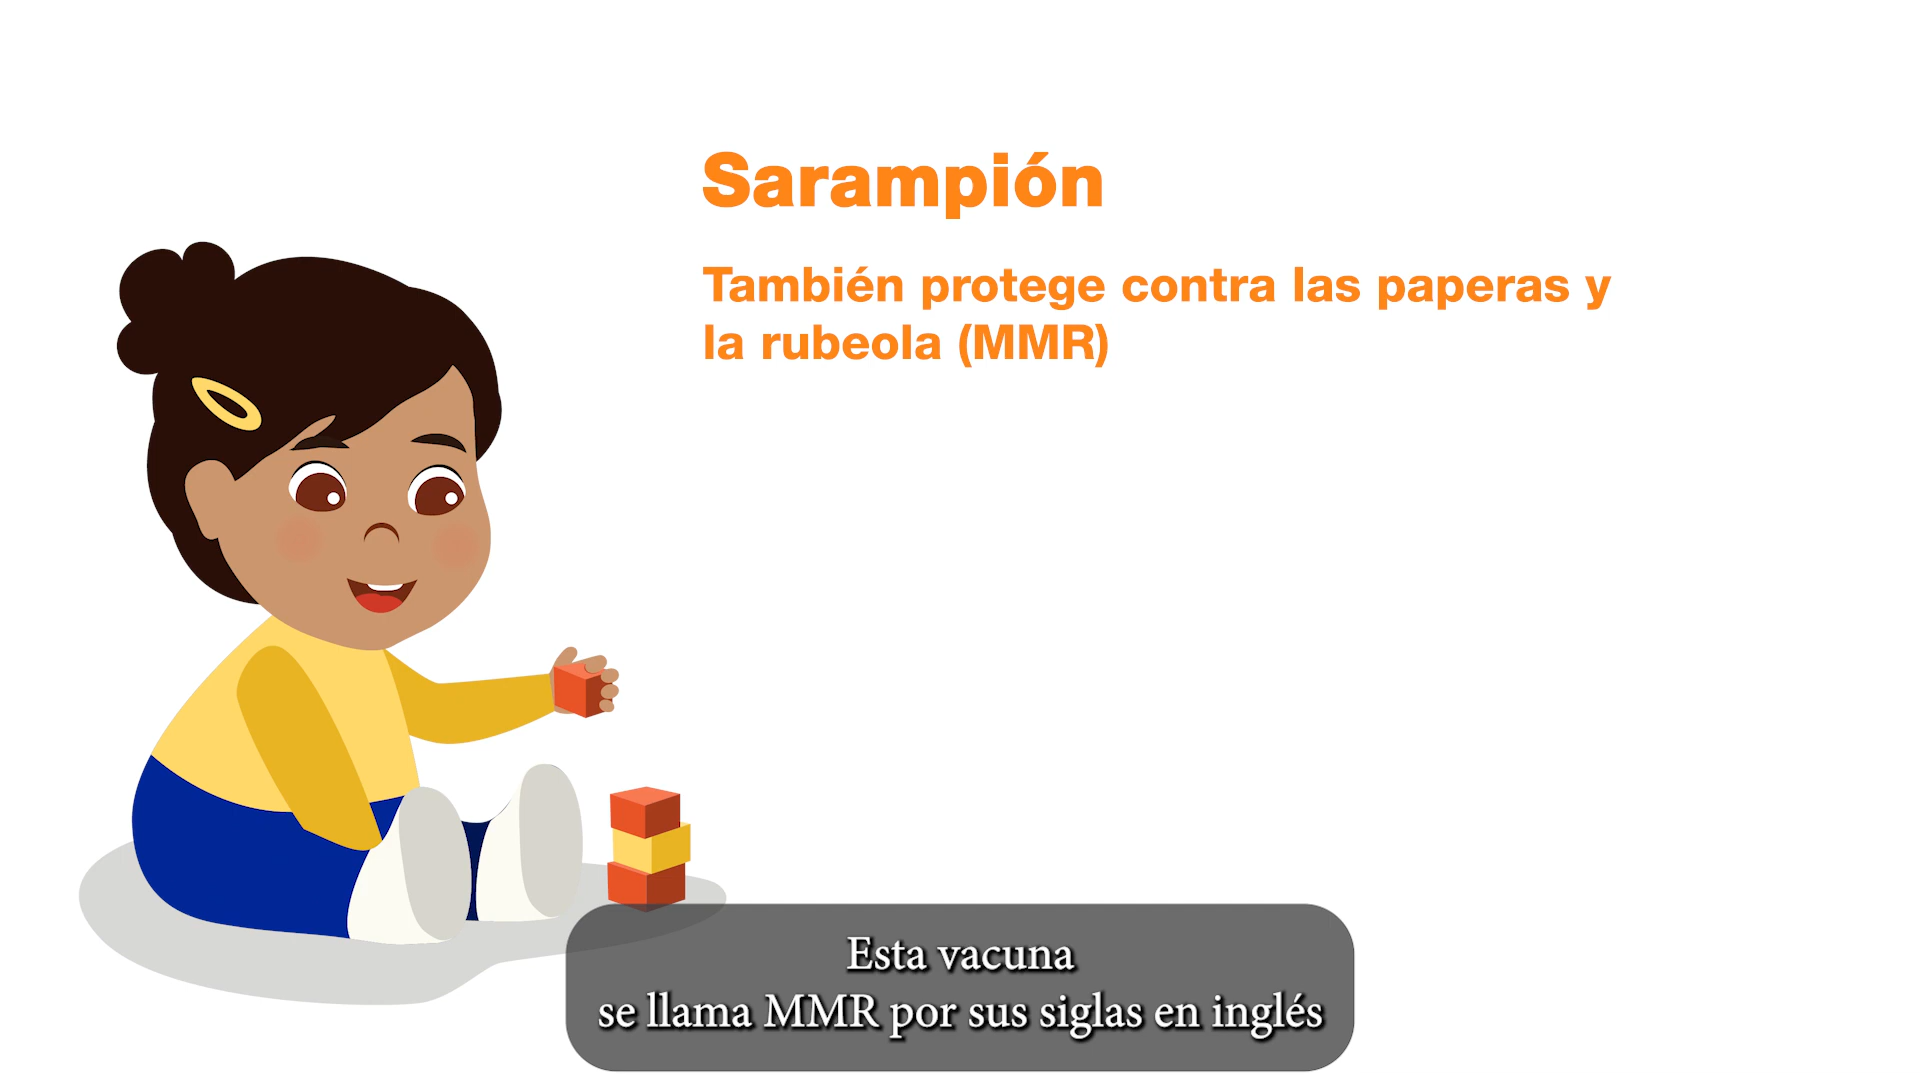 Sarampión
También protege contra las paperas y
la rubeola (MMR)
Esta vacuna
se llama MMR por sus siglas en inglés